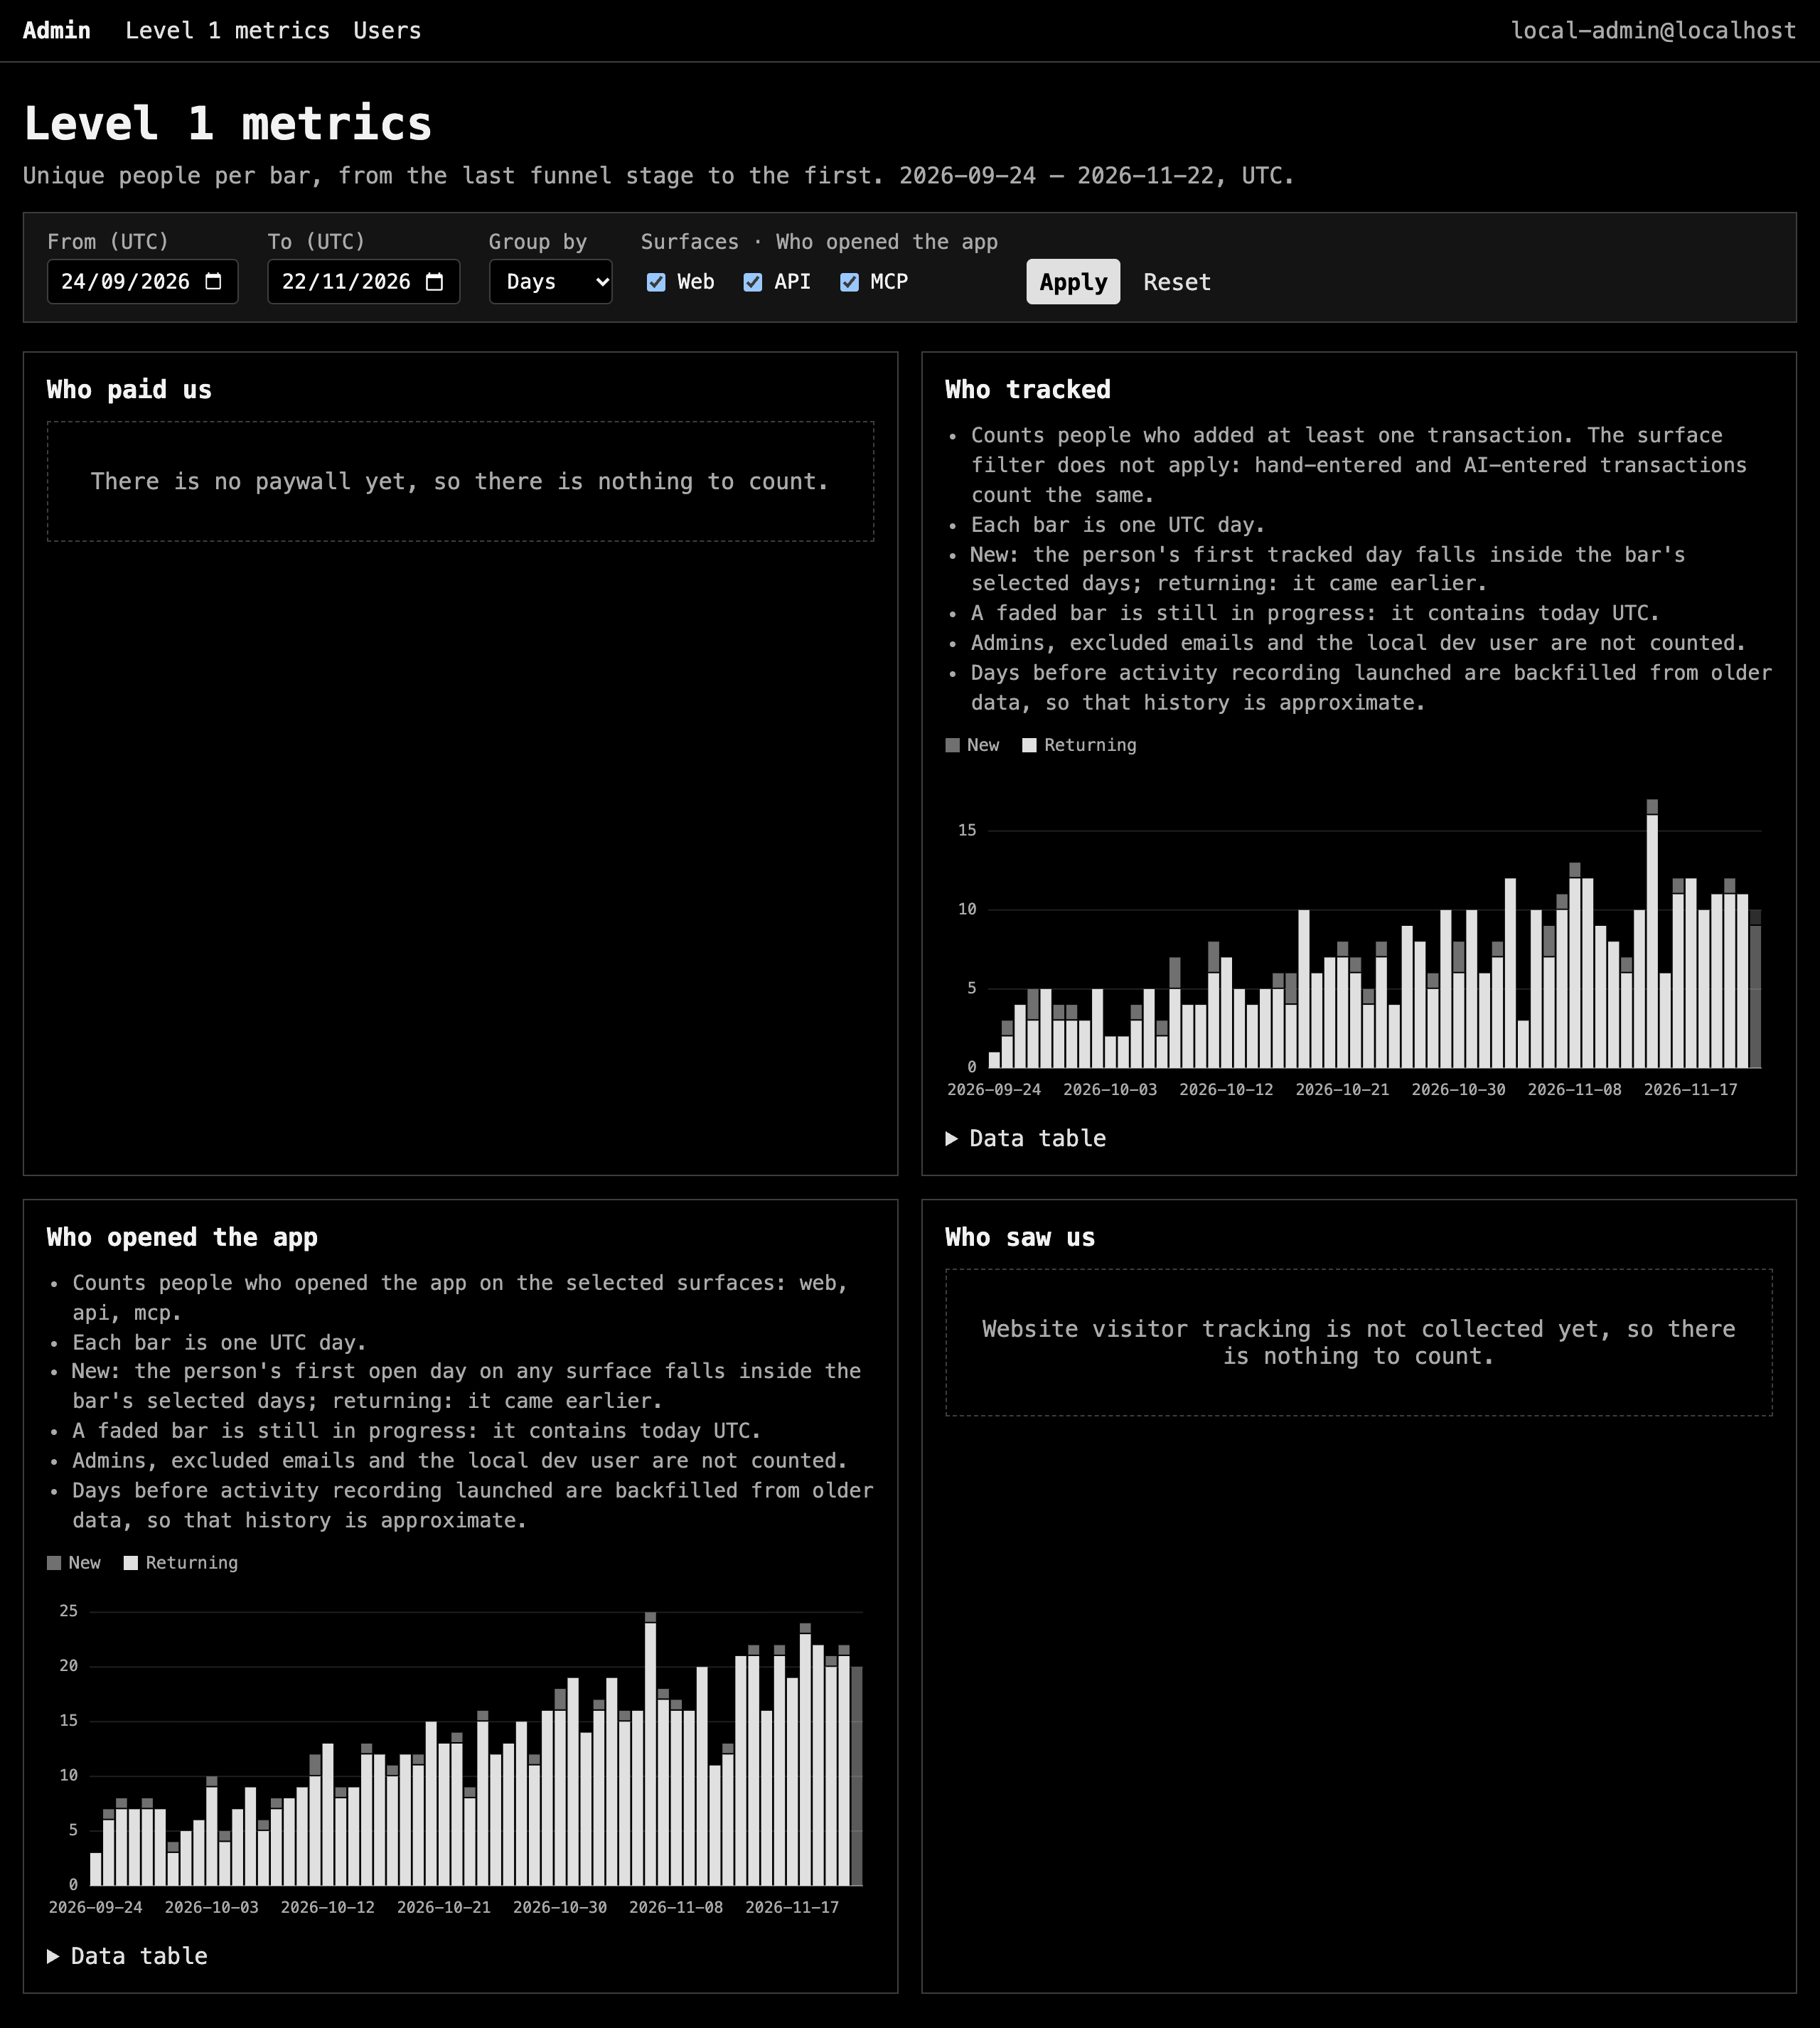 Admin Level 1 metrics Users local-admin@localhost
Level 1 metrics
Unique people per bar, from the last funnel stage to the first. 2026-09-24 — 2026-11-22, UTC.
From (UTC) To (UTC) Group by Surfaces · Who opened the app
24/09/2026 22/11/2026 Days Web API MCP Apply Reset
Who paid us
There is no paywall yet, so there is nothing to count.
Who tracked
• Counts people who added at least one transaction. The surface
filter does not apply: hand-entered and AI-entered transactions
count the same.
• Each bar is one UTC day.
• New: the person's first tracked day falls inside the bar's
selected days; returning: it came earlier.
• A faded bar is still in progress: it contains today UTC.
• Admins, excluded emails and the local dev user are not counted.
• Days before activity recording launched are backfilled from older
data, so that history is approximate.
New Returning
15
10
5
0
2026-09-24 2026-10-03 2026-10-12 2026-10-21 2026-10-30 2026-11-08 2026-11-17
Data table
Who opened the app
• Counts people who opened the app on the selected surfaces: web,
api, mcp.
• Each bar is one UTC day.
• New: the person's first open day on any surface falls inside the
bar's selected days; returning: it came earlier.
• A faded bar is still in progress: it contains today UTC.
• Admins, excluded emails and the local dev user are not counted.
• Days before activity recording launched are backfilled from older
data, so that history is approximate.
New Returning
25
20
15
10
5
0
2026-09-24 2026-10-03 2026-10-12 2026-10-21 2026-10-30 2026-11-08 2026-11-17
Data table
Who saw us
Website visitor tracking is not collected yet, so there
is nothing to count.